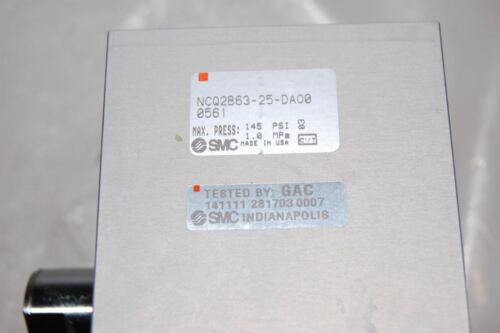 NCQ2B63-25-DA00
0561
MAX. PRESS: 145 PSI
1.0 MPa
SMC MADE IN USA
TESTED BY: GAC
141111 281703 0007
SMC INDIANAPOLIS